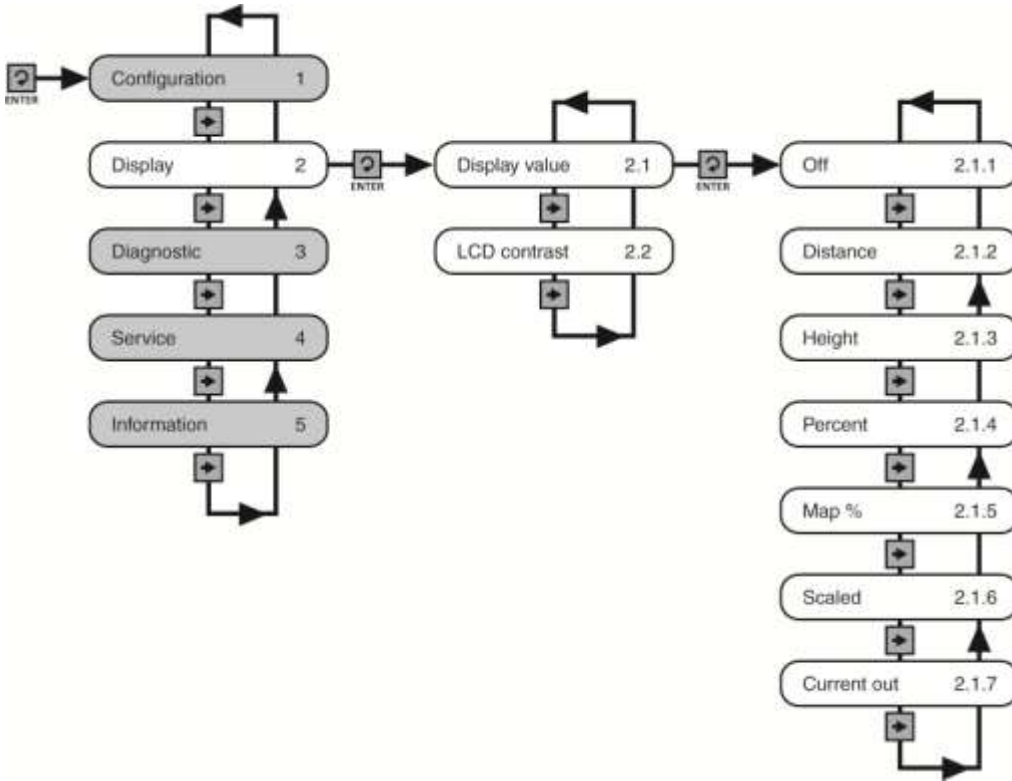 ENTER
Configuration 1
Display 2
ENTER
Display value 2.1
ENTER
Off 2.1.1
Diagnostic 3
LCD contrast 2.2
Distance 2.1.2
Service 4
Height 2.1.3
Information 5
Percent 2.1.4
Map % 2.1.5
Scaled 2.1.6
Current out 2.1.7